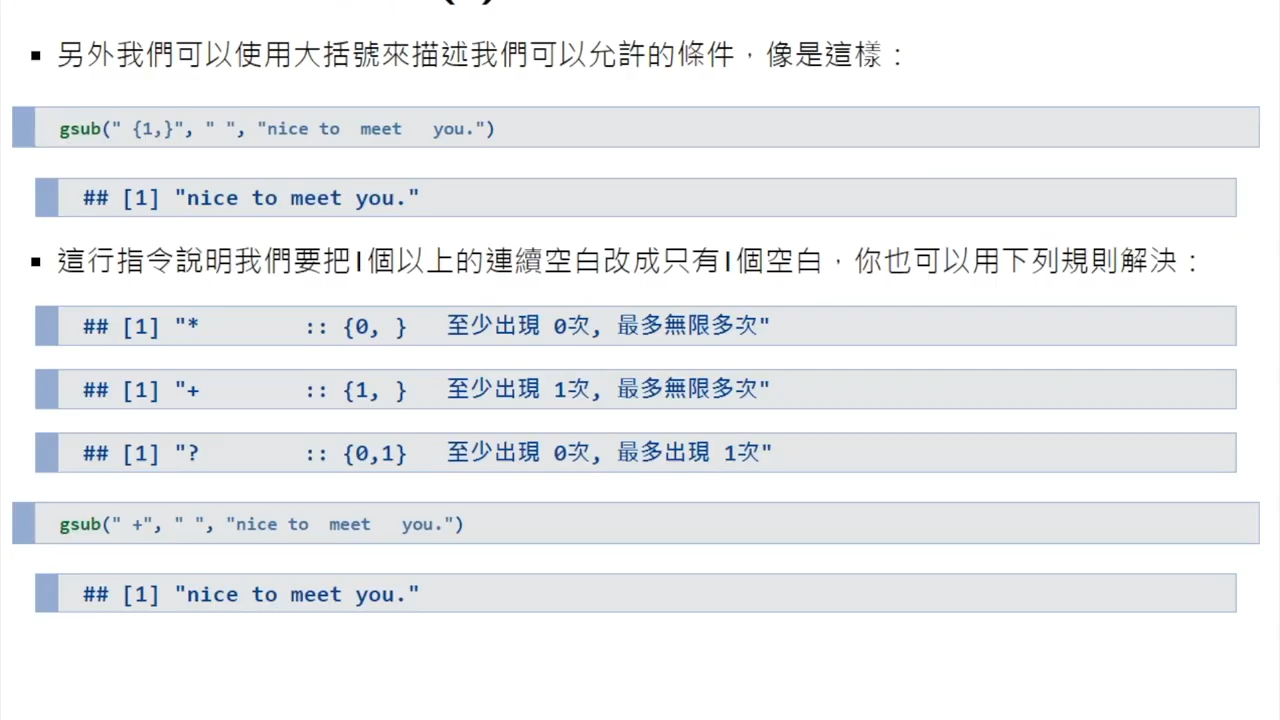 另外我們可以使用大括號來描述我們可以允許的條件，像是這樣：
gsub(" {1,}", " ", "nice to  meet   you.")
## [1] "nice to meet you."
這行指令說明我們要把1個以上的連續空白改成只有1個空白，你也可以用下列規則解決：
## [1] "*        :: {0, }   至少出現 0次, 最多無限多次"
## [1] "+        :: {1, }   至少出現 1次, 最多無限多次"
## [1] "?        :: {0,1}   至少出現 0次, 最多出現 1次"
gsub(" +", " ", "nice to  meet   you.")
## [1] "nice to meet you."